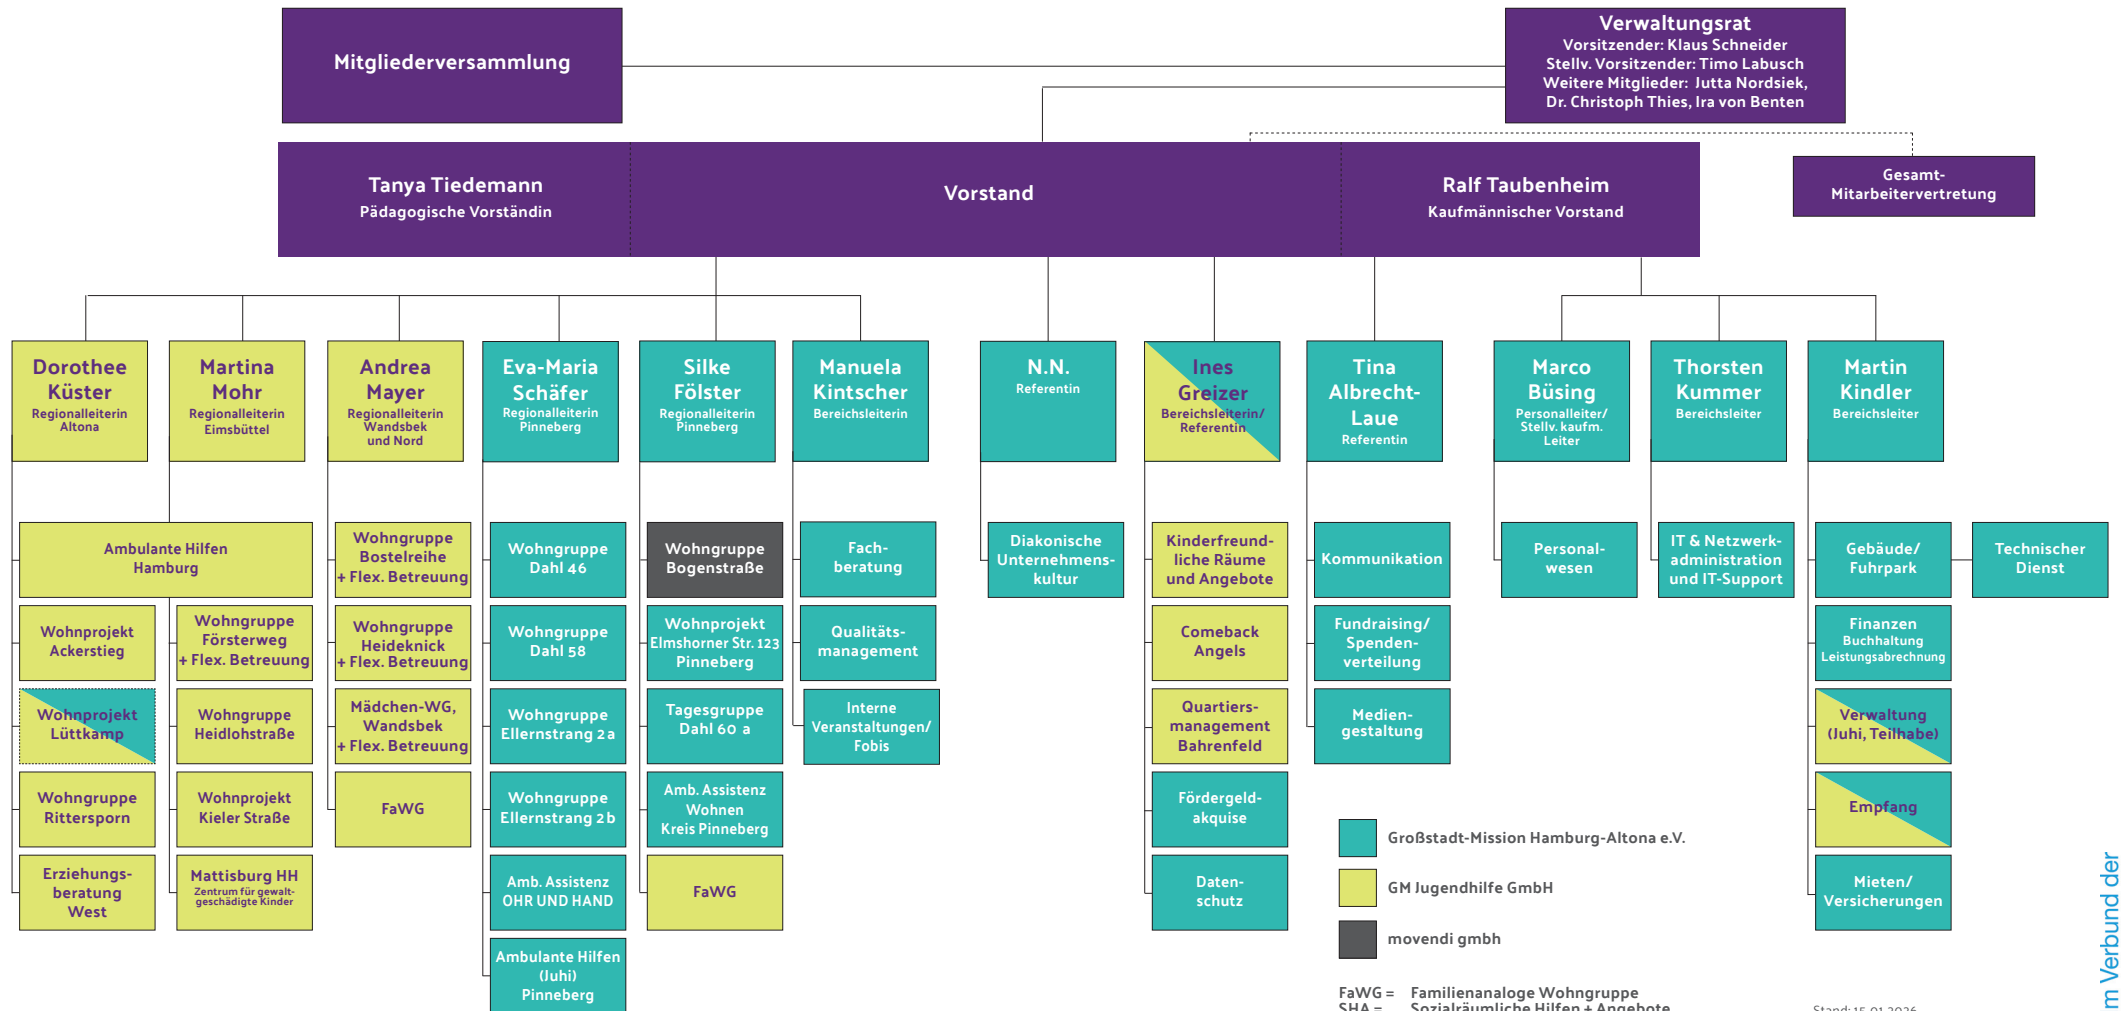 Mitgliederversammlung
Verwaltungsrat
Vorsitzender: Klaus Schneider
Stellv. Vorsitzender: Timo Labusch
Weitere Mitglieder: Jutta Nordsiek,
Dr. Christoph Thies, Ira von Benten
Tanya Tiedemann
Pädagogische Vorständin
Vorstand
Ralf Taubenheim
Kaufmännischer Vorstand
Gesamt-
Mitarbeitervertretung
Dorothee
Küster
Regionalleiterin
Altona
Martina
Mohr
Regionalleiterin
Eimsbüttel
Andrea
Mayer
Regionalleiterin
Wandsbek
und Nord
Eva-Maria
Schäfer
Regionalleiterin
Pinneberg
Silke
Fölster
Regionalleiterin
Pinneberg
Manuela
Kintscher
Bereichsleiterin
N.N.
Referentin
Ines
Greizer
Bereichsleiterin/
Referentin
Tina
Albrecht-
Laue
Referentin
Marco
Büsing
Personalleiter/
Stellv. kaufm.
Leiter
Thorsten
Kummer
Bereichsleiter
Martin
Kindler
Bereichsleiter
Ambulante Hilfen
Hamburg
Wohnprojekt
Ackerstieg
Wohnprojekt
Lüttkamp
Wohngruppe
Rittersporn
Erziehungs-
beratung
West
Wohngruppe
Försterweg
+ Flex. Betreuung
Wohngruppe
Heidlohstraße
Wohnprojekt
Kieler Straße
Mattisburg HH
Zentrum für gewalt-
geschädigte Kinder
Wohngruppe
Bostelreihe
+ Flex. Betreuung
Wohngruppe
Heideknick
+ Flex. Betreuung
Mädchen-WG,
Wandsbek
+ Flex. Betreuung
FaWG
Wohngruppe
Dahl 46
Wohngruppe
Dahl 58
Wohngruppe
Ellernstrang 2a
Wohngruppe
Ellernstrang 2b
Amb. Assistenz
OHR UND HAND
Ambulante Hilfen
(Juhi)
Pinneberg
Wohngruppe
Bogenstraße
Wohnprojekt
Elmshorner Str. 123
Pinneberg
Tagesgruppe
Dahl 60 a
Amb. Assistenz
Wohnen
Kreis Pinneberg
FaWG
Fach-
beratung
Qualitäts-
management
Interne
Veranstaltungen/
Fobis
Diakonische
Unternehmens-
kultur
Kinderfreund-
liche Räume
und Angebote
Comeback
Angels
Quartiers-
management
Bahrenfeld
Fördergeld-
akquise
Daten-
schutz
Kommunikation
Fundraising/
Spenden-
verteilung
Medien-
gestaltung
Personal-
wesen
IT & Netzwerk-
administration
und IT-Support
Gebäude/
Fuhrpark
Technischer
Dienst
Finanzen
Buchhaltung
Leistungsabrechnung
Verwaltung
(Juhi, Teilhabe)
Empfang
Mieten/
Versicherungen
Großstadt-Mission Hamburg-Altona e.V.
GM Jugendhilfe GmbH
movendi gmbh
FaWG = Familienanaloge Wohngruppe
SHA = Sozialräumliche Hilfen + Angebote
Stand: 15.01.2026
m Verbund der